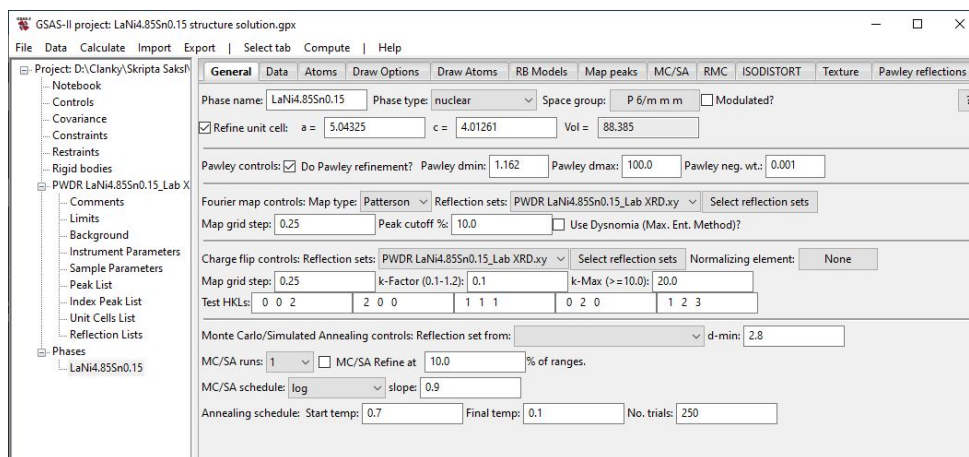 GSAS-II project: LaNi4.85Sn0.15 structure solution.gpx
File Data Calculate Import Export | Select tab Compute | Help
Project: D:\Clanky\Skripta Saksl\
Notebook
Controls
Covariance
Constraints
Restraints
Rigid bodies
PWDR LaNi4.85Sn0.15_Lab X
Comments
Limits
Background
Instrument Parameters
Sample Parameters
Peak List
Index Peak List
Unit Cells List
Reflection Lists
Phases
LaNi4.85Sn0.15
General Data Atoms Draw Options Draw Atoms RB Models Map peaks MC/SA RMC ISODISTORT Texture Pawley reflections
Phase name: LaNi4.85Sn0.15 Phase type: nuclear Space group: P 6/m m m Modulated? ?
Refine unit cell: a = 5.04325 c = 4.01261 Vol = 88.385
Pawley controls: Do Pawley refinement? Pawley dmin: 1.162 Pawley dmax: 100.0 Pawley neg. wt.: 0.001
Fourier map controls: Map type: Patterson Reflection sets: PWDR LaNi4.85Sn0.15_Lab XRD.xy Select reflection sets
Map grid step: 0.25 Peak cutoff %: 10.0 Use Dysnomia (Max. Ent. Method)?
Charge flip controls: Reflection sets: PWDR LaNi4.85Sn0.15_Lab XRD.xy Select reflection sets Normalizing element: None
Map grid step: 0.25 k-Factor (0.1-1.2): 0.1 k-Max (>=10.0): 20.0
Test HKLs: 0 0 2 2 0 0 1 1 1 0 2 0 1 2 3
Monte Carlo/Simulated Annealing controls: Reflection set from: d-min: 2.8
MC/SA runs: 1 MC/SA Refine at 10.0 % of ranges.
MC/SA schedule: log slope: 0.9
Annealing schedule: Start temp: 0.7 Final temp: 0.1 No. trials: 250